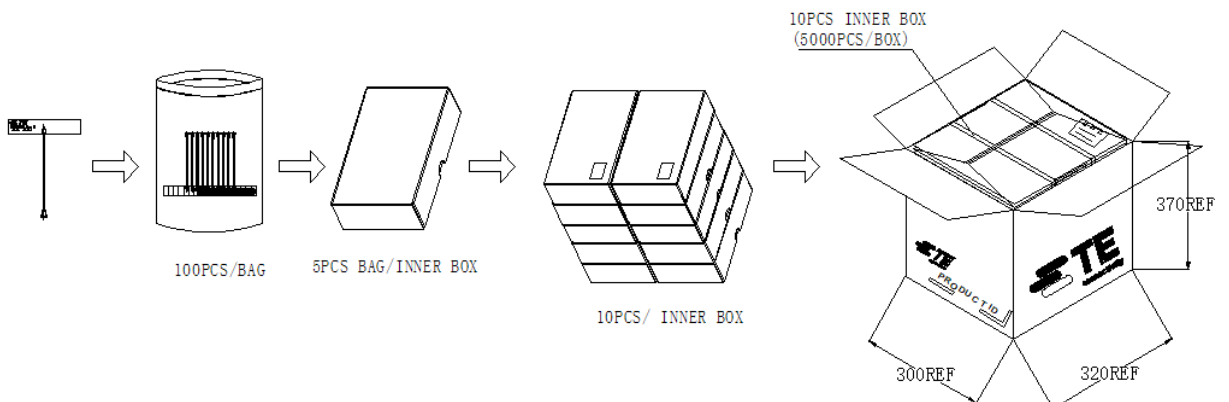 10PCS INNER BOX
(5000PCS/BOX)
100PCS/BAG
5PCS BAG/INNER BOX
10PCS/ INNER BOX
TE
PRODUCT ID
TE
370REF
300REF
320REF